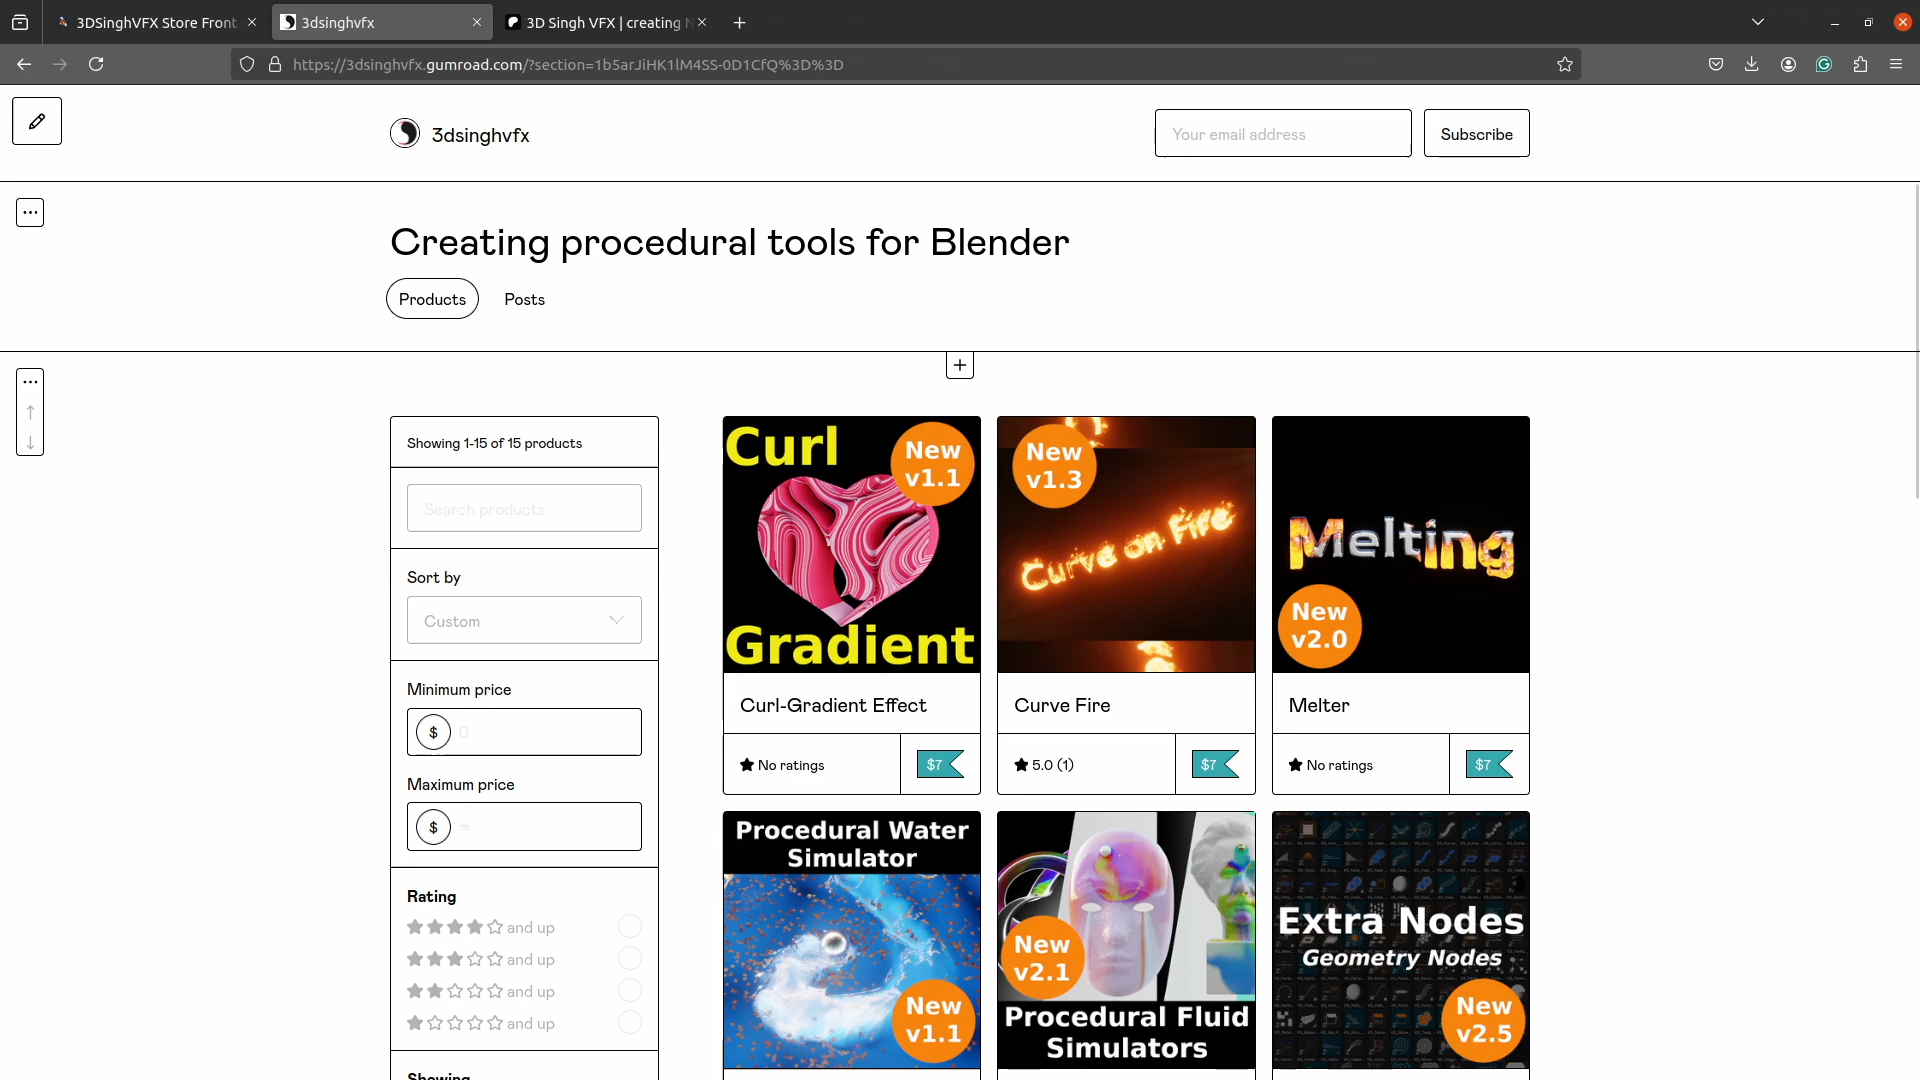 3DSinghVFX Store Front
3dsinghvfx
3D Singh VFX | creating
https://3dsinghvfx.gumroad.com/?section=1b5arJiHK1lM4SS-0D1CfQ%3D%3D
3dsinghvfx
Your email address
Subscribe
Creating procedural tools for Blender
Products
Posts
Showing 1-15 of 15 products
Search products
Sort by
Custom
Minimum price
$ 0
Maximum price
$ ∞
Rating
and up
and up
and up
and up
Showing
Curl
New
v1.1
Gradient
Curl-Gradient Effect
No ratings
$7
New
v1.3
Curve on Fire
Curve Fire
5.0 (1)
$7
Melting
New
v2.0
Melter
No ratings
$7
Procedural Water
Simulator
New
v1.1
New
v2.1
Procedural Fluid
Simulators
Extra Nodes
Geometry Nodes
New
v2.5